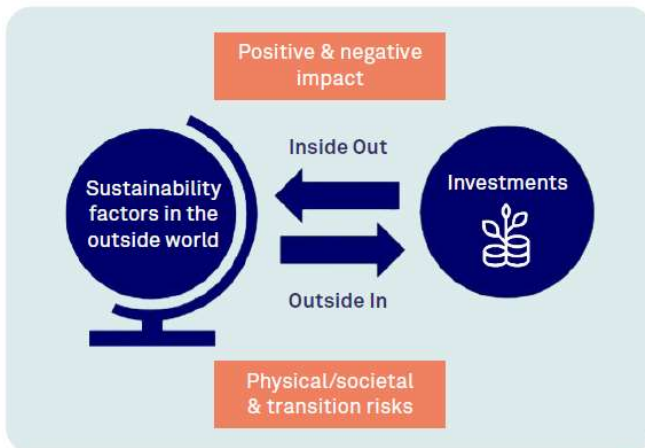 Positive & negative
impact
Inside Out
Sustainability
factors in the
outside world
Investments
Outside In
Physical/societal
& transition risks